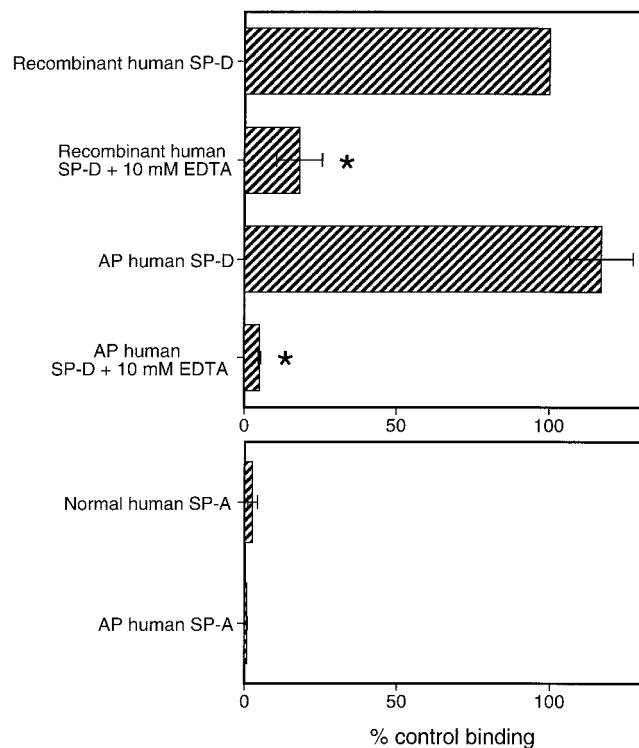 Recombinant human SP-D
Recombinant human
SP-D + 10 mM EDTA
*
AP human SP-D
AP human
SP-D + 10 mM EDTA
*
0 50 100
Normal human SP-A
AP human SP-A
0 50 100
% control binding